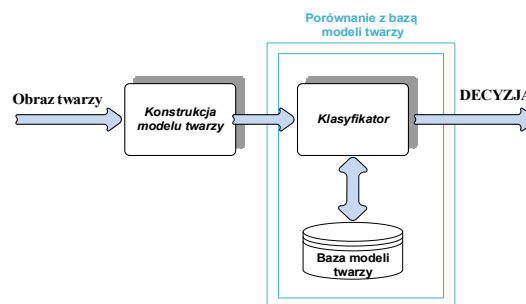 Porównanie z bazą
modeli twarzy
Obraz twarzy
Konstrukcja
modelu twarzy
Klasyfikator
DECYZJA
Baza modeli
twarzy